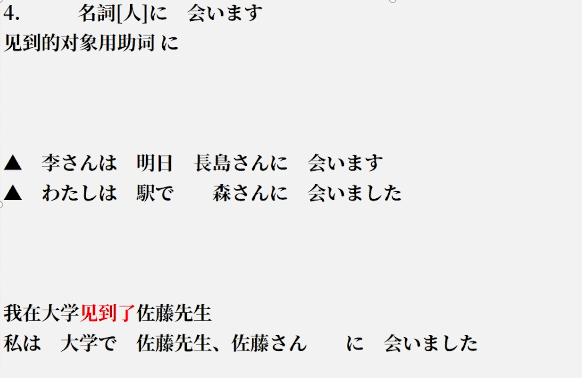 4.　　　名詞[人]に　会います
见到的对象用助词 に
▲　李さんは　明日　長島さんに　会います
▲　わたしは　駅で　　森さんに　会いました
我在大学见到了佐藤先生
私は　大学で　佐藤先生、佐藤さん　　に　会いました